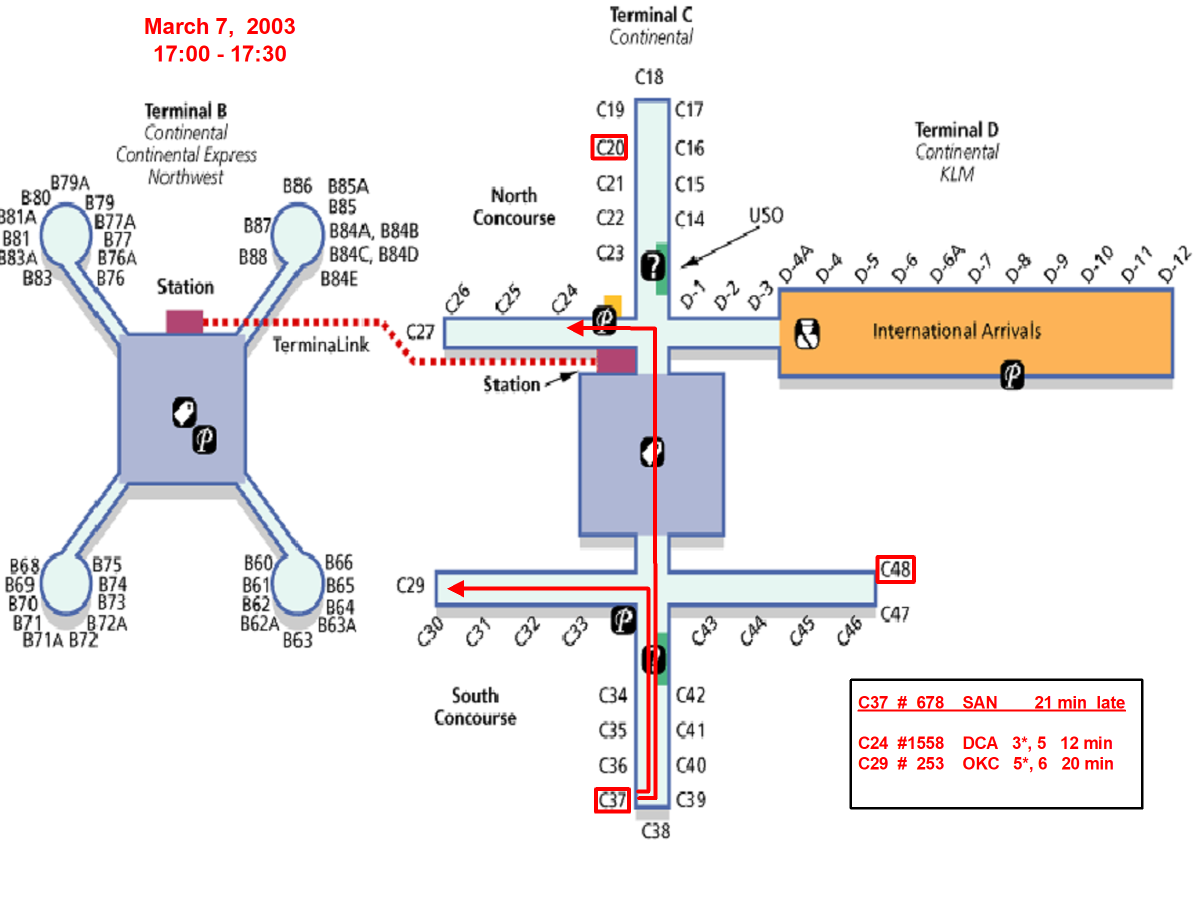 March 7, 2003
17:00 - 17:30
Terminal C
Continental
C18
C19
C17
C20
C16
C21
C15
C22
C14
C23
North
Concourse
USO
Terminal B
Continental
Continental Express
Northwest
B79A
B80
B79
B81A
B77A
B81
B77
B83A
B76A
B83
B76
B86
B85A
B85
B87
B84A, B84B
B88
B84C, B84D
B84E
Station
TerminaLink
Terminal D
Continental
KLM
C26
C25
C24
C27
D-1
D-2
D-3
D-4A
D-4
D-5
D-6
D-6A
D-7
D-8
D-9
D-10
D-11
D-12
?
P
International Arrivals
P
Station
P
B68
B75
B69
B74
B70
B73
B71
B72A
B71A
B72
B60
B66
B61
B65
B62
B64
B62A
B63A
B63
C29
C48
C47
C30
C31
C32
C33
P
C43
C44
C45
C46
?
South
Concourse
C34
C42
C35
C41
C36
C40
C37
C39
C38
C37 # 678 SAN 21 min late
C24 #1558 DCA 3*, 5 12 min
C29 # 253 OKC 5*, 6 20 min